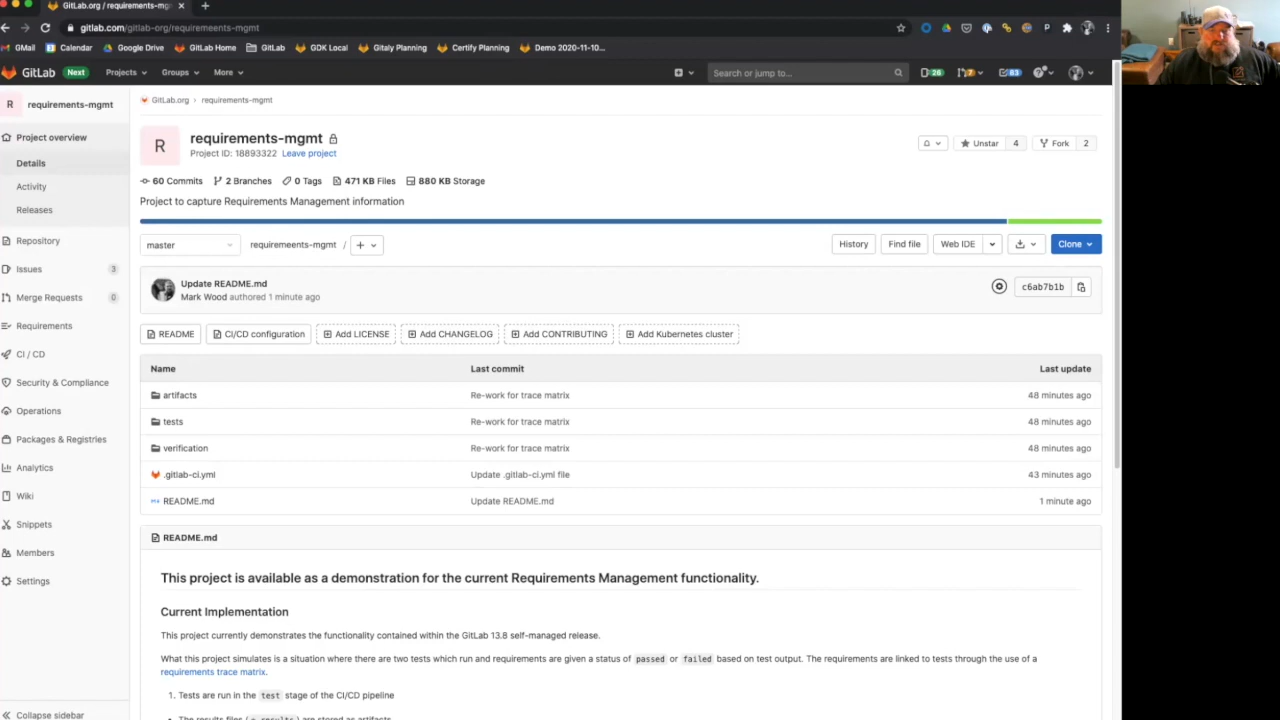 GitLab.org / requirements-mg
gitlab.com/gitlab-org/requiremeents-mgmt
GMail Calendar Google Drive GitLab Home GitLab GDK Local Gitaly Planning Certify Planning Demo 2020-11-10...
GitLab Next Projects Groups More Search or jump to... 26 7 83
R requirements-mgmt
GitLab.org › requirements-mgmt
Project overview
Details
Activity
Releases
Repository
Issues 3
Merge Requests 0
Requirements
CI / CD
Security & Compliance
Operations
Packages & Registries
Analytics
Wiki
Snippets
Members
Settings
Collapse sidebar
R
requirements-mgmt
Project ID: 18893322 Leave project
Unstar 4 Fork 2
60 Commits 2 Branches 0 Tags 471 KB Files 880 KB Storage
Project to capture Requirements Management information
master requiremeents-mgmt / + History Find file Web IDE Clone
Update README.md
Mark Wood authored 1 minute ago
c6ab7b1b
README CI/CD configuration Add LICENSE Add CHANGELOG Add CONTRIBUTING Add Kubernetes cluster
Name Last commit Last update
artifacts Re-work for trace matrix 48 minutes ago
tests Re-work for trace matrix 48 minutes ago
verification Re-work for trace matrix 48 minutes ago
.gitlab-ci.yml Update .gitlab-ci.yml file 43 minutes ago
README.md Update README.md 1 minute ago
README.md
This project is available as a demonstration for the current Requirements Management functionality.
Current Implementation
This project currently demonstrates the functionality contained within the GitLab 13.8 self-managed release.
What this project simulates is a situation where there are two tests which run and requirements are given a status of passed or failed based on test output. The requirements are linked to tests through the use of a
requirements trace matrix.
1. Tests are run in the test stage of the CI/CD pipeline